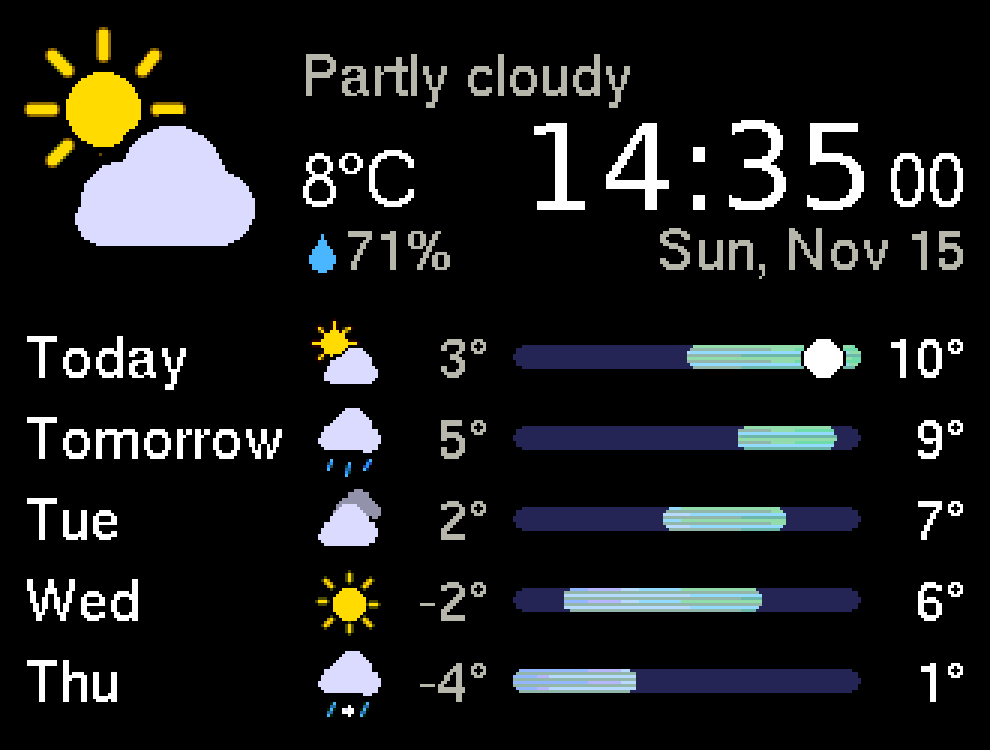 Partly cloudy
8°C 14:35 00
71% Sun, Nov 15
Today 3° 10°
Tomorrow 5° 9°
Tue 2° 7°
Wed -2° 6°
Thu -4° 1°